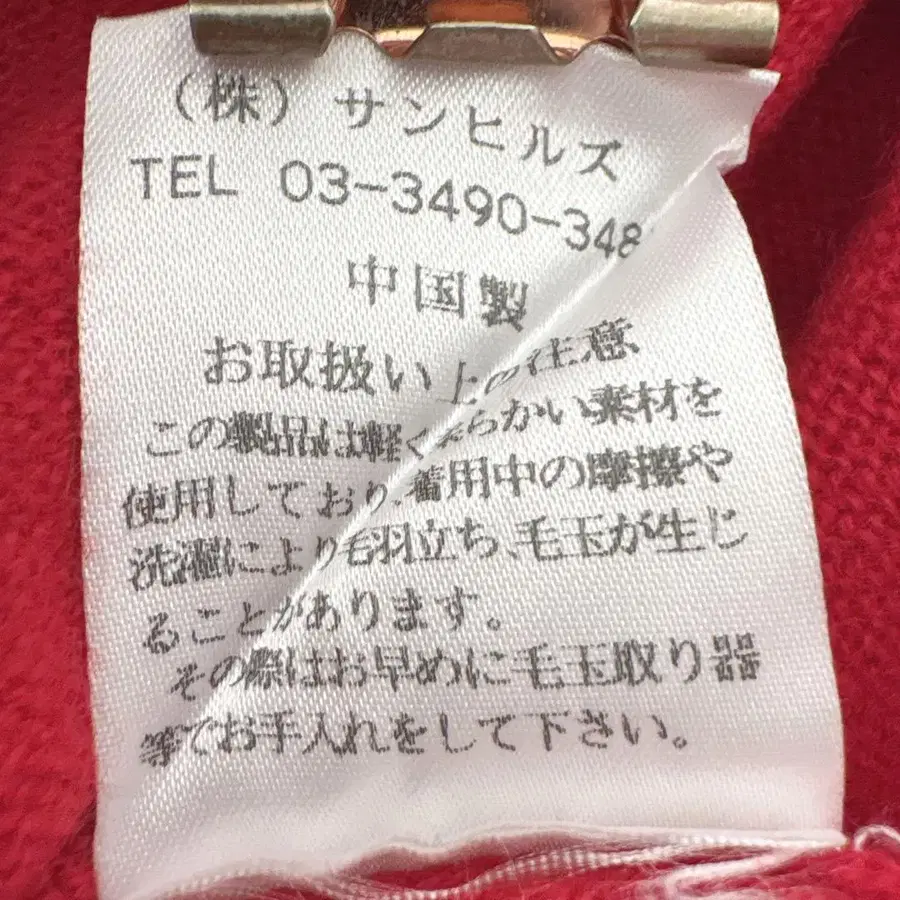 （株）サンヒルズ
TEL 03-3490-348
中国製
お取扱い上の注意
この製品は軽く柔らかい素材を
使用しており、着用中の摩擦や
洗濯により毛羽立ち、毛玉が生じ
ることがあります。
その際はお早めに毛玉取り器
等でお手入れをして下さい。